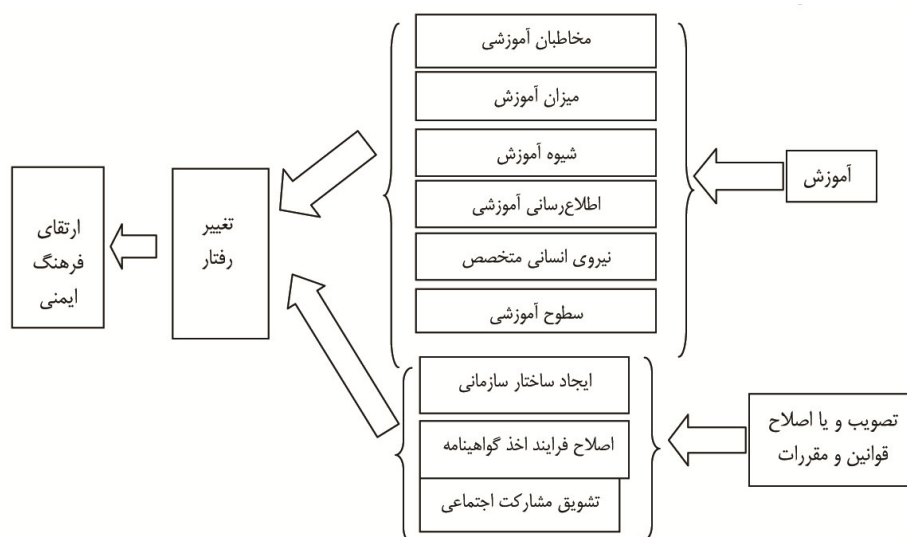 آموزش
مخاطبان آموزشی
میزان آموزش
شیوه آموزش
اطلاع‌رسانی آموزشی
نیروی انسانی متخصص
سطوح آموزشی
تصویب و یا اصلاح
قوانین و مقررات
ایجاد ساختار سازمانی
اصلاح فرایند اخذ گواهینامه
تشویق مشارکت اجتماعی
تغییر
رفتار
ارتقای
فرهنگ
ایمنی